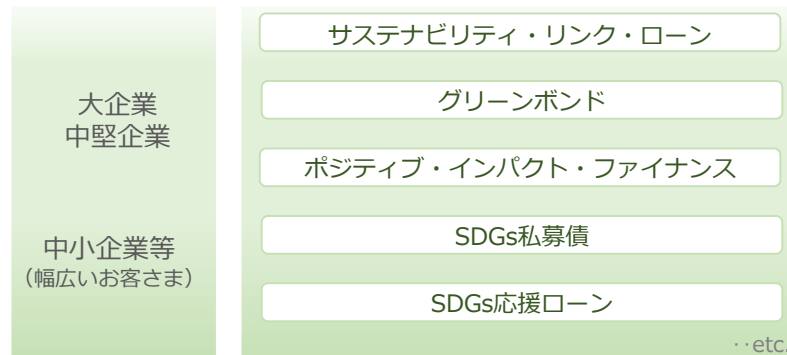 大企業
中堅企業
中小企業等
（幅広いお客さま）
サステナビリティ・リンク・ローン
グリーンボンド
ポジティブ・インパクト・ファイナンス
SDGs私募債
SDGs応援ローン
‥etc.